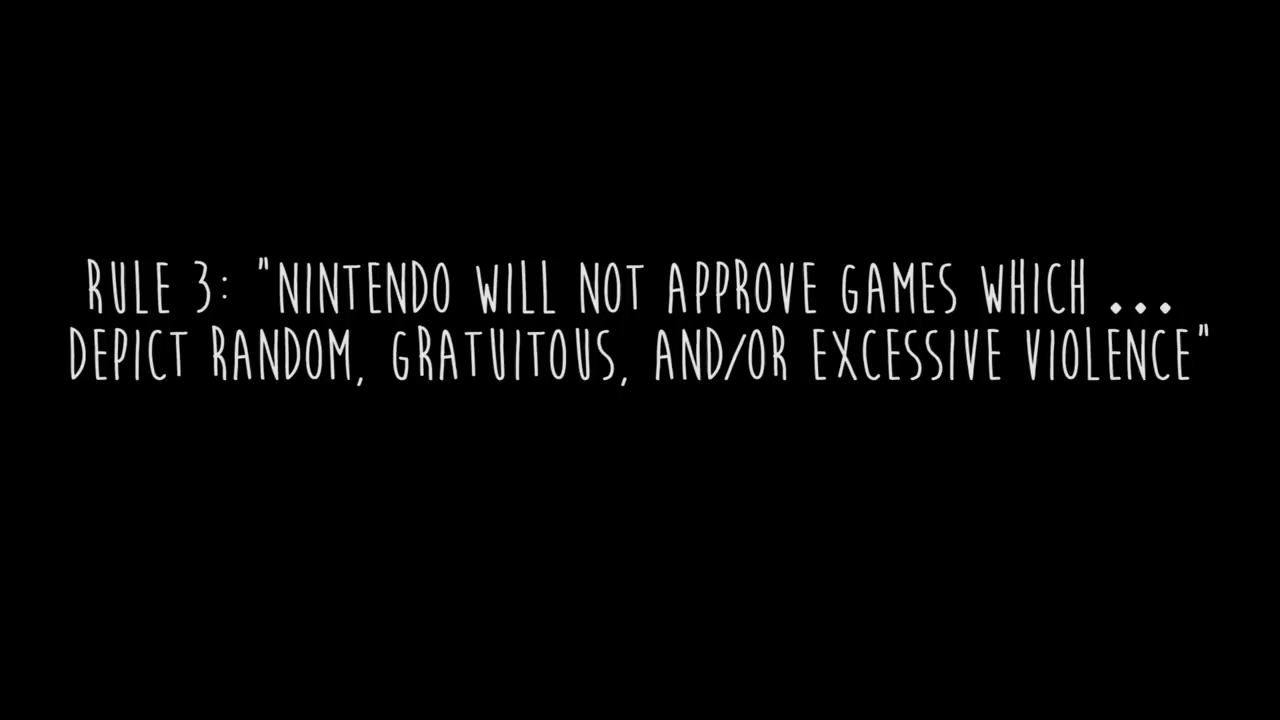 RULE 3: "NINTENDO WILL NOT APPROVE GAMES WHICH ...
DEPICT RANDOM, GRATUITOUS, AND/OR EXCESSIVE VIOLENCE"